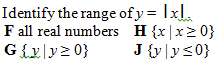 Identify the range of y = |x|.
F all real numbers H {x | x ≥ 0}
G { y | y ≥ 0} J {y | y ≤ 0}